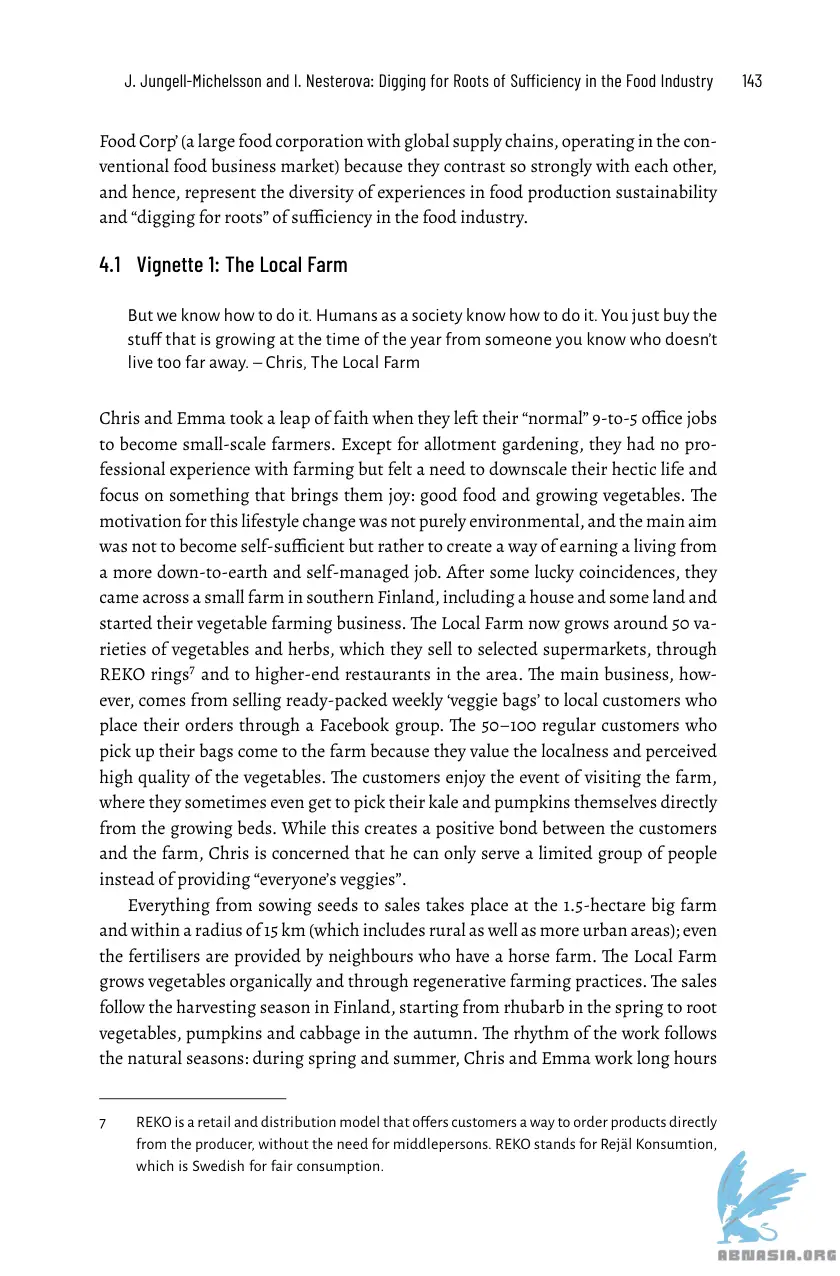 J. Jungell-Michelsson and I. Nesterova: Digging for Roots of Sufficiency in the Food Industry 143
Food Corp’ (a large food corporation with global supply chains, operating in the con-
ventional food business market) because they contrast so strongly with each other,
and hence, represent the diversity of experiences in food production sustainability
and “digging for roots” of sufficiency in the food industry.
4.1 Vignette 1: The Local Farm
But we know how to do it. Humans as a society know how to do it. You just buy the
stuff that is growing at the time of the year from someone you know who doesn’t
live too far away. – Chris, The Local Farm
Chris and Emma took a leap of faith when they left their “normal” 9-to-5 office jobs
to become small-scale farmers. Except for allotment gardening, they had no pro-
fessional experience with farming but felt a need to downscale their hectic life and
focus on something that brings them joy: good food and growing vegetables. The
motivation for this lifestyle change was not purely environmental, and the main aim
was not to become self-sufficient but rather to create a way of earning a living from
a more down-to-earth and self-managed job. After some lucky coincidences, they
came across a small farm in southern Finland, including a house and some land and
started their vegetable farming business. The Local Farm now grows around 50 va-
rieties of vegetables and herbs, which they sell to selected supermarkets, through
REKO rings7 and to higher-end restaurants in the area. The main business, how-
ever, comes from selling ready-packed weekly ‘veggie bags’ to local customers who
place their orders through a Facebook group. The 50–100 regular customers who
pick up their bags come to the farm because they value the localness and perceived
high quality of the vegetables. The customers enjoy the event of visiting the farm,
where they sometimes even get to pick their kale and pumpkins themselves directly
from the growing beds. While this creates a positive bond between the customers
and the farm, Chris is concerned that he can only serve a limited group of people
instead of providing “everyone’s veggies”.
Everything from sowing seeds to sales takes place at the 1.5-hectare big farm
and within a radius of 15 km (which includes rural as well as more urban areas); even
the fertilisers are provided by neighbours who have a horse farm. The Local Farm
grows vegetables organically and through regenerative farming practices. The sales
follow the harvesting season in Finland, starting from rhubarb in the spring to root
vegetables, pumpkins and cabbage in the autumn. The rhythm of the work follows
the natural seasons: during spring and summer, Chris and Emma work long hours
7 REKO is a retail and distribution model that offers customers a way to order products directly
from the producer, without the need for middlepersons. REKO stands for Rejäl Konsumtion,
which is Swedish for fair consumption.
ABNASIA.ORG